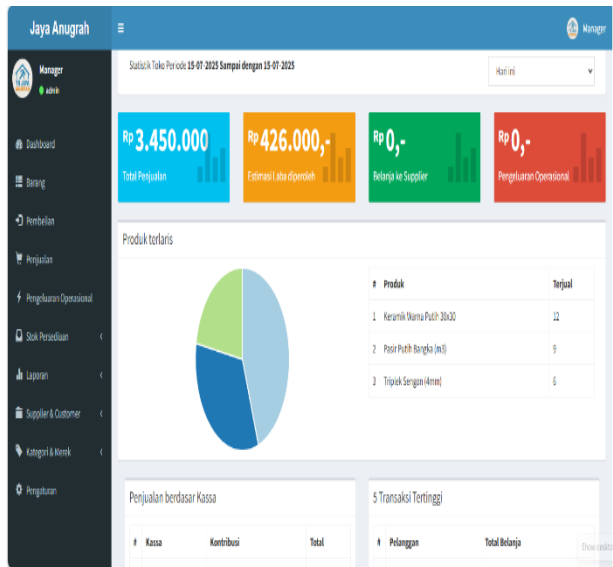 Jaya Anugrah
Manager
Manager
admin
Statistik Toko Periode 15-07-2025 Sampai dengan 15-07-2025
Hari ini
Dashboard
Barang
Pembelian
Penjualan
Pengeluaran Operasional
Stok Persediaan
Laporan
Supplier & Customer
Kategori & Merek
Pengaturan
Rp 3.450.000
Total Penjualan
Rp 426.000,-
Estimasi Laba diperoleh
Rp 0,-
Belanja ke Supplier
Rp 0,-
Pengeluaran Operasional
Produk terlaris
# Produk Terjual
1 Keramik Warna Putih 30x30 12
2 Pasir Putih Bangka (m3) 9
3 Triplek Sengon (4mm) 6
Penjualan berdasar Kassa
# Kassa Kontribusi Total
5 Transaksi Tertinggi
# Pelanggan Total Belanja
Show deskto